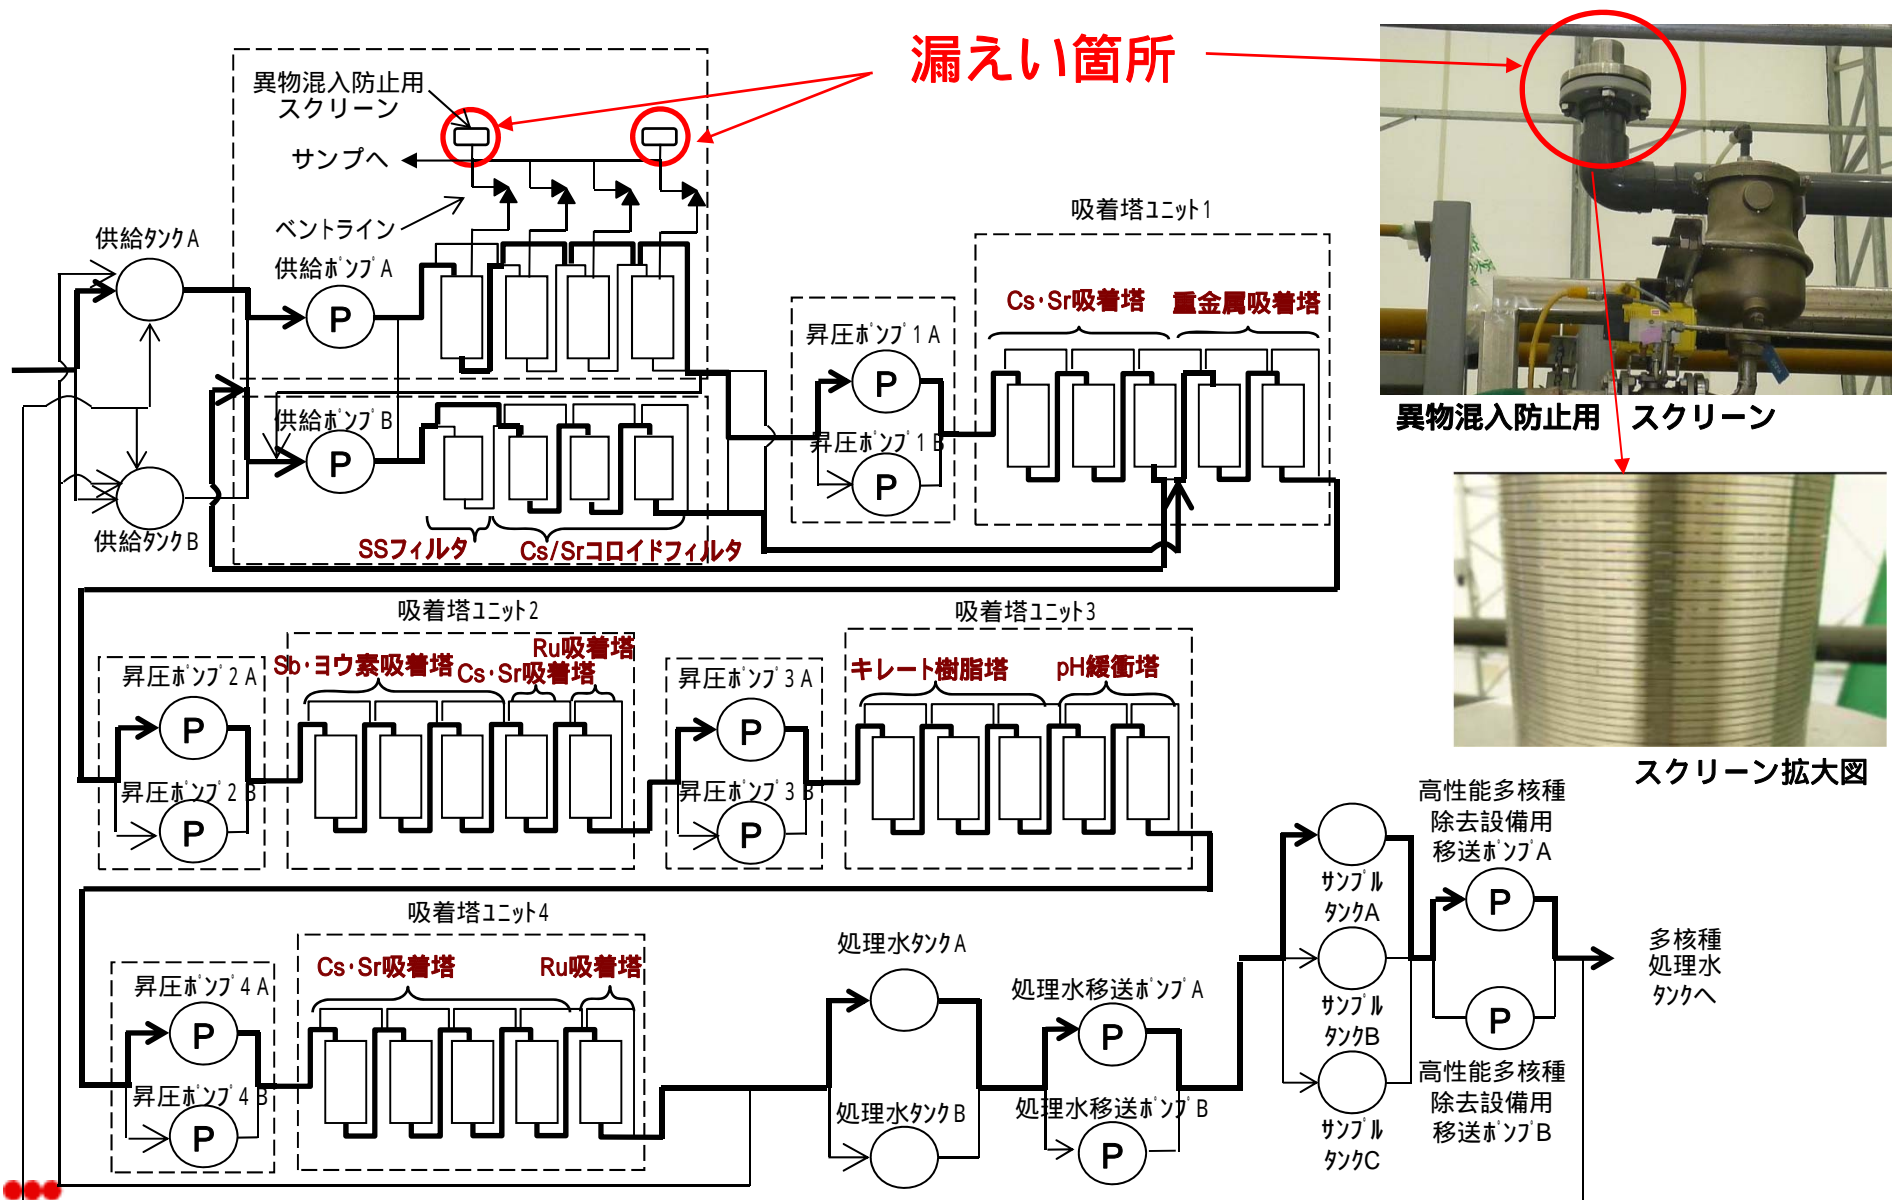 漏えい箇所
異物混入防止用
スクリーン
サンプへ
ベントライン
供給タンクA
供給ポンプA
P
供給ポンプB
P
供給タンクB
SSフィルタ
Cs/Srコロイドフィルタ
昇圧ポンプ1A
P
昇圧ポンプ1B
P
吸着塔ユニット1
Cs・Sr吸着塔
重金属吸着塔
異物混入防止用　スクリーン
スクリーン拡大図
吸着塔ユニット2
昇圧ポンプ2A
P
昇圧ポンプ2B
P
Sb・ヨウ素吸着塔
Cs・Sr吸着塔
Ru吸着塔
吸着塔ユニット3
昇圧ポンプ3A
P
昇圧ポンプ3B
P
キレート樹脂塔
pH緩衝塔
吸着塔ユニット4
昇圧ポンプ4A
P
昇圧ポンプ4B
P
Cs・Sr吸着塔
Ru吸着塔
処理水タンクA
処理水タンクB
処理水移送ポンプA
P
処理水移送ポンプB
P
サンプル
タンクA
サンプル
タンクB
サンプル
タンクC
高性能多核種
除去設備用
移送ポンプA
P
P
高性能多核種
除去設備用
移送ポンプB
多核種
処理水
タンクへ